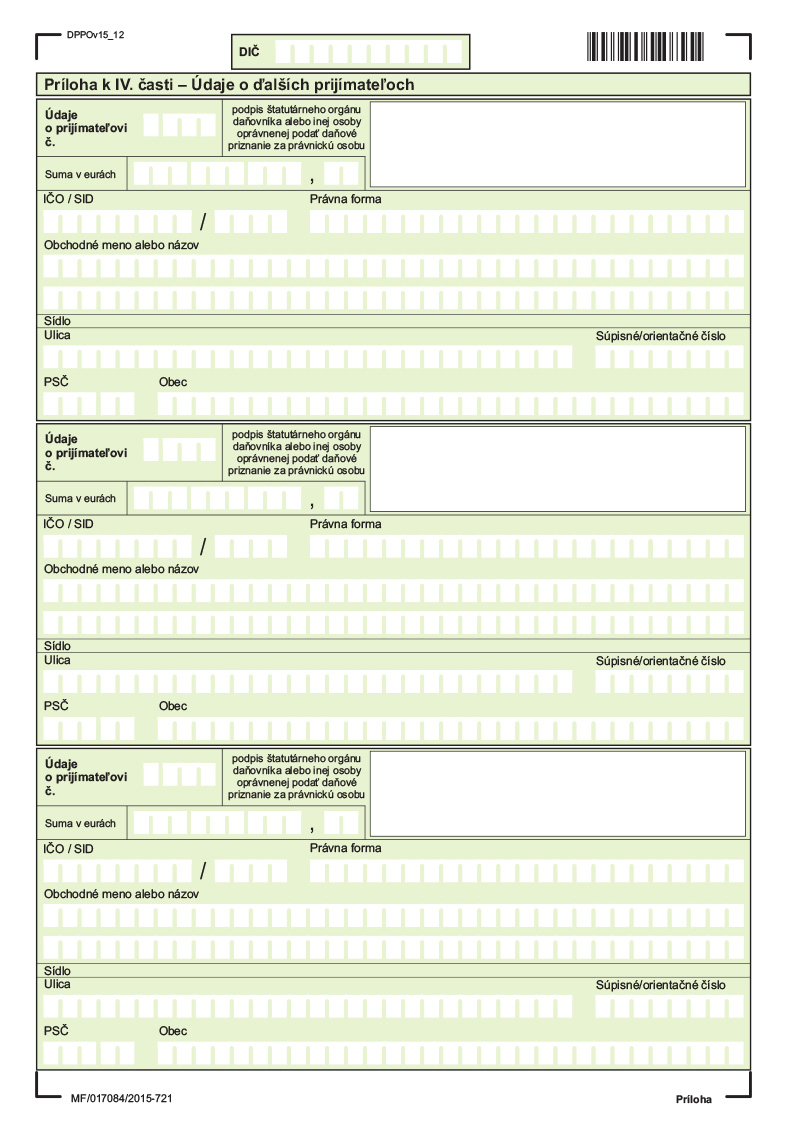 DPPOv15_12
DIČ
Príloha k IV. časti – Údaje o ďalších prijímateľoch
Údaje
o prijímateľovi
č.
podpis štatutárneho orgánu
daňovníka alebo inej osoby
oprávnenej podať daňové
priznanie za právnickú osobu
Suma v eurách
,
IČO / SID
Právna forma
/
Obchodné meno alebo názov
Sídlo
Ulica
Súpisné/orientačné číslo
PSČ
Obec
Údaje
o prijímateľovi
č.
podpis štatutárneho orgánu
daňovníka alebo inej osoby
oprávnenej podať daňové
priznanie za právnickú osobu
Suma v eurách
,
IČO / SID
Právna forma
/
Obchodné meno alebo názov
Sídlo
Ulica
Súpisné/orientačné číslo
PSČ
Obec
Údaje
o prijímateľovi
č.
podpis štatutárneho orgánu
daňovníka alebo inej osoby
oprávnenej podať daňové
priznanie za právnickú osobu
Suma v eurách
,
IČO / SID
Právna forma
/
Obchodné meno alebo názov
Sídlo
Ulica
Súpisné/orientačné číslo
PSČ
Obec
MF/017084/2015-721
Príloha